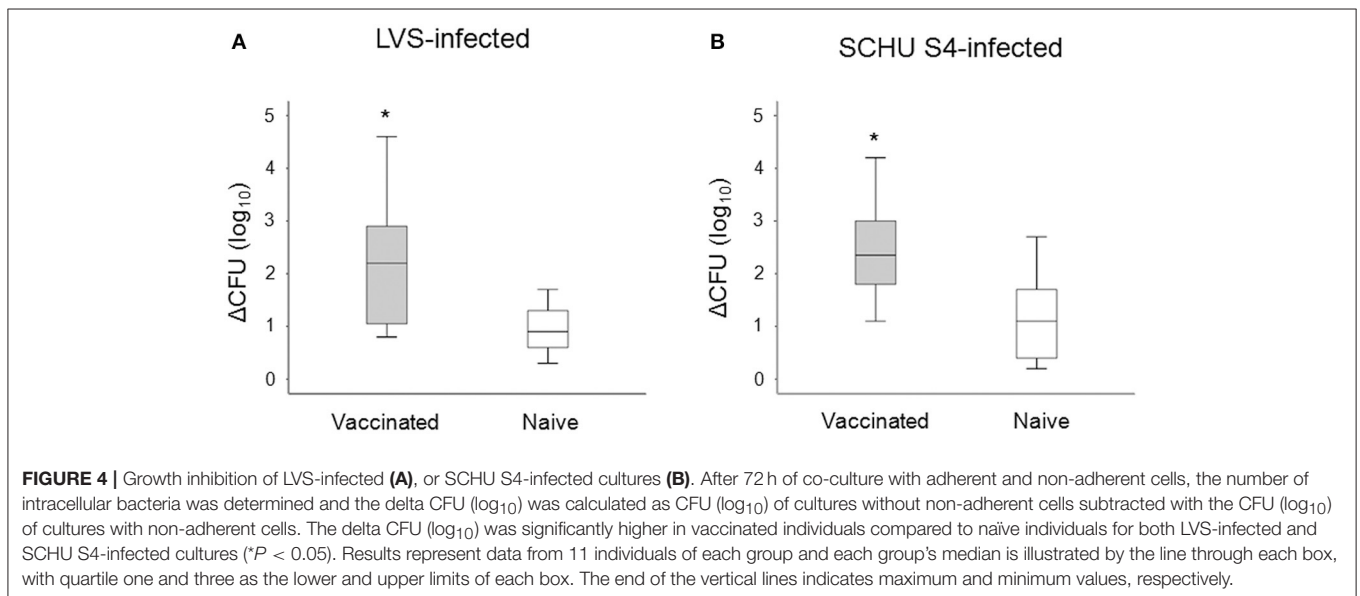 A
LVS-infected
B
SCHU S4-infected
ΔCFU (log10)
5
4
3
2
1
0
*
Vaccinated
Naive
ΔCFU (log10)
5
4
3
2
1
0
*
Vaccinated
Naive
FIGURE 4 | Growth inhibition of LVS-infected (A), or SCHU S4-infected cultures (B). After 72 h of co-culture with adherent and non-adherent cells, the number of
intracellular bacteria was determined and the delta CFU (log10) was calculated as CFU (log10) of cultures without non-adherent cells subtracted with the CFU (log10)
of cultures with non-adherent cells. The delta CFU (log10) was significantly higher in vaccinated individuals compared to naïve individuals for both LVS-infected and
SCHU S4-infected cultures (*P < 0.05). Results represent data from 11 individuals of each group and each group's median is illustrated by the line through each box,
with quartile one and three as the lower and upper limits of each box. The end of the vertical lines indicates maximum and minimum values, respectively.